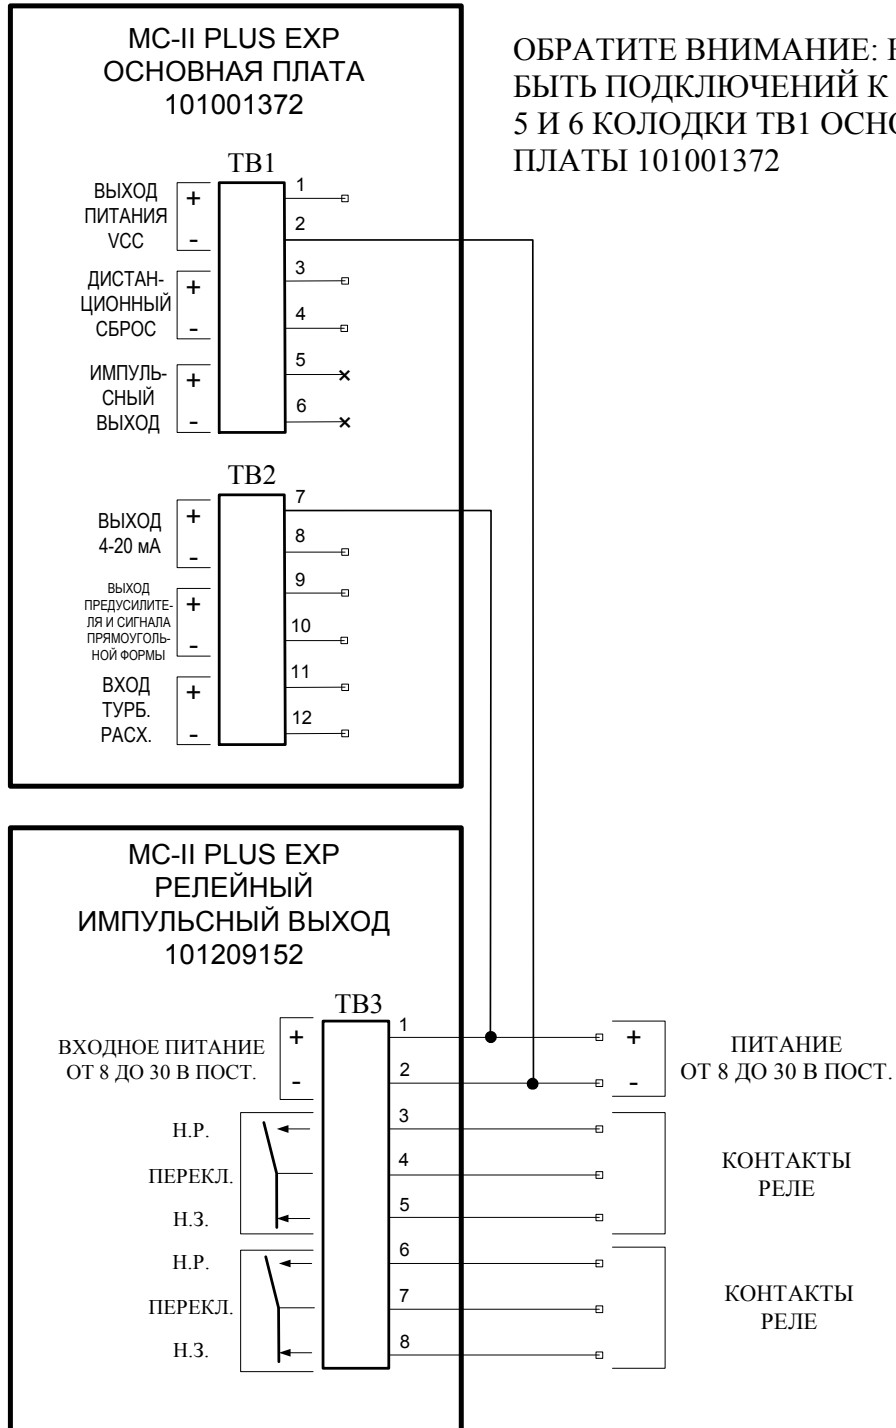 MC-II PLUS EXP
ОСНОВНАЯ ПЛАТА
101001372
ОБРАТИТЕ ВНИМАНИЕ:
БЫТЬ ПОДКЛЮЧЕНИЙ К
5 И 6 КОЛОДКИ ТВ1
ПЛАТЫ 101001372
ТВ1
ВЫХОД
ПИТАНИЯ
VCC
+
-
1
2
ДИСТАН-
ЦИОННЫЙ
СБРОС
+
-
3
4
ИМПУЛЬ-
СНЫЙ
ВЫХОД
+
-
5
6
ТВ2
ВЫХОД
4-20 мА
+
-
7
8
ВЫХОД
ПРЕДУСИЛИТЕ-
ЛЯ И СИГНАЛА
ПРЯМОУГОЛЬ-
НОЙ ФОРМЫ
+
-
9
10
ВХОД
ТУРБ.
РАСХ.
+
-
11
12
MC-II PLUS EXP
РЕЛЕЙНЫЙ
ИМПУЛЬСНЫЙ ВЫХОД
101209152
ТВ3
ВХОДНОЕ ПИТАНИЕ
ОТ 8 ДО 30 В ПОСТ.
+
-
1
2
+
-
ПИТАНИЕ
ОТ 8 ДО 30 В ПОСТ.
Н.Р.
ПЕРЕКЛ.
Н.З.
3
4
5
КОНТАКТЫ
РЕЛЕ
Н.Р.
ПЕРЕКЛ.
Н.З.
6
7
8
КОНТАКТЫ
РЕЛЕ